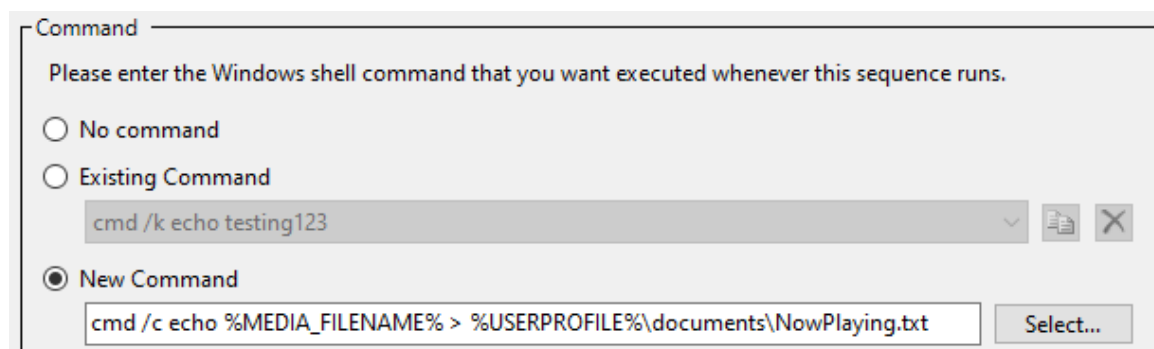 Command
Please enter the Windows shell command that you want executed whenever this sequence runs.
No command
Existing Command
cmd /k echo testing123
New Command
cmd /c echo %MEDIA_FILENAME% > %USERPROFILE%\documents\NowPlaying.txt
Select...